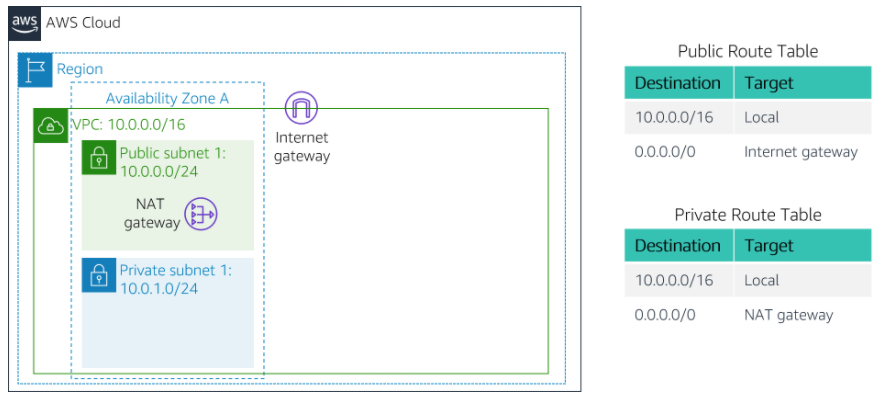 aws
AWS Cloud
Region
Availability Zone A
VPC: 10.0.0.0/16
Public subnet 1:
10.0.0.0/24
NAT
gateway
Private subnet 1:
10.0.1.0/24
Internet
gateway
Public Route Table
Destination Target
10.0.0.0/16 Local
0.0.0.0/0 Internet gateway
Private Route Table
Destination Target
10.0.0.0/16 Local
0.0.0.0/0 NAT gateway